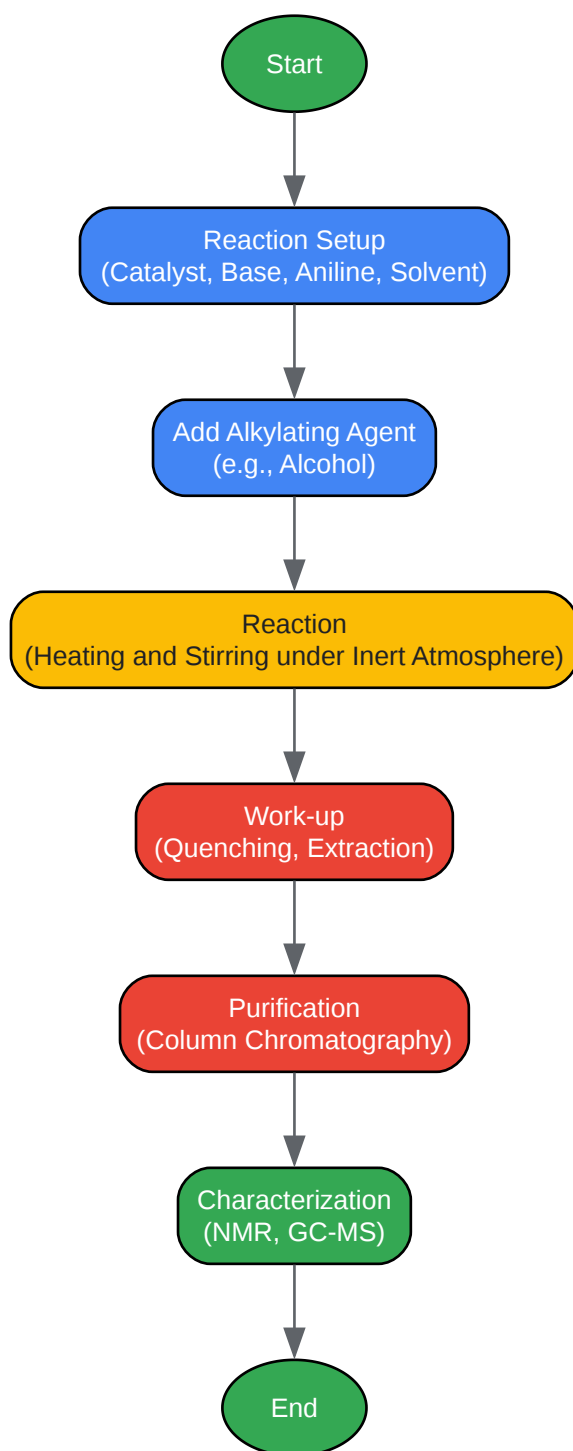 Start
Reaction Setup
(Catalyst, Base, Aniline, Solvent)
Add Alkylating Agent
(e.g., Alcohol)
Reaction
(Heating and Stirring under Inert Atmosphere)
Work-up
(Quenching, Extraction)
Purification
(Column Chromatography)
Characterization
(NMR, GC-MS)
End